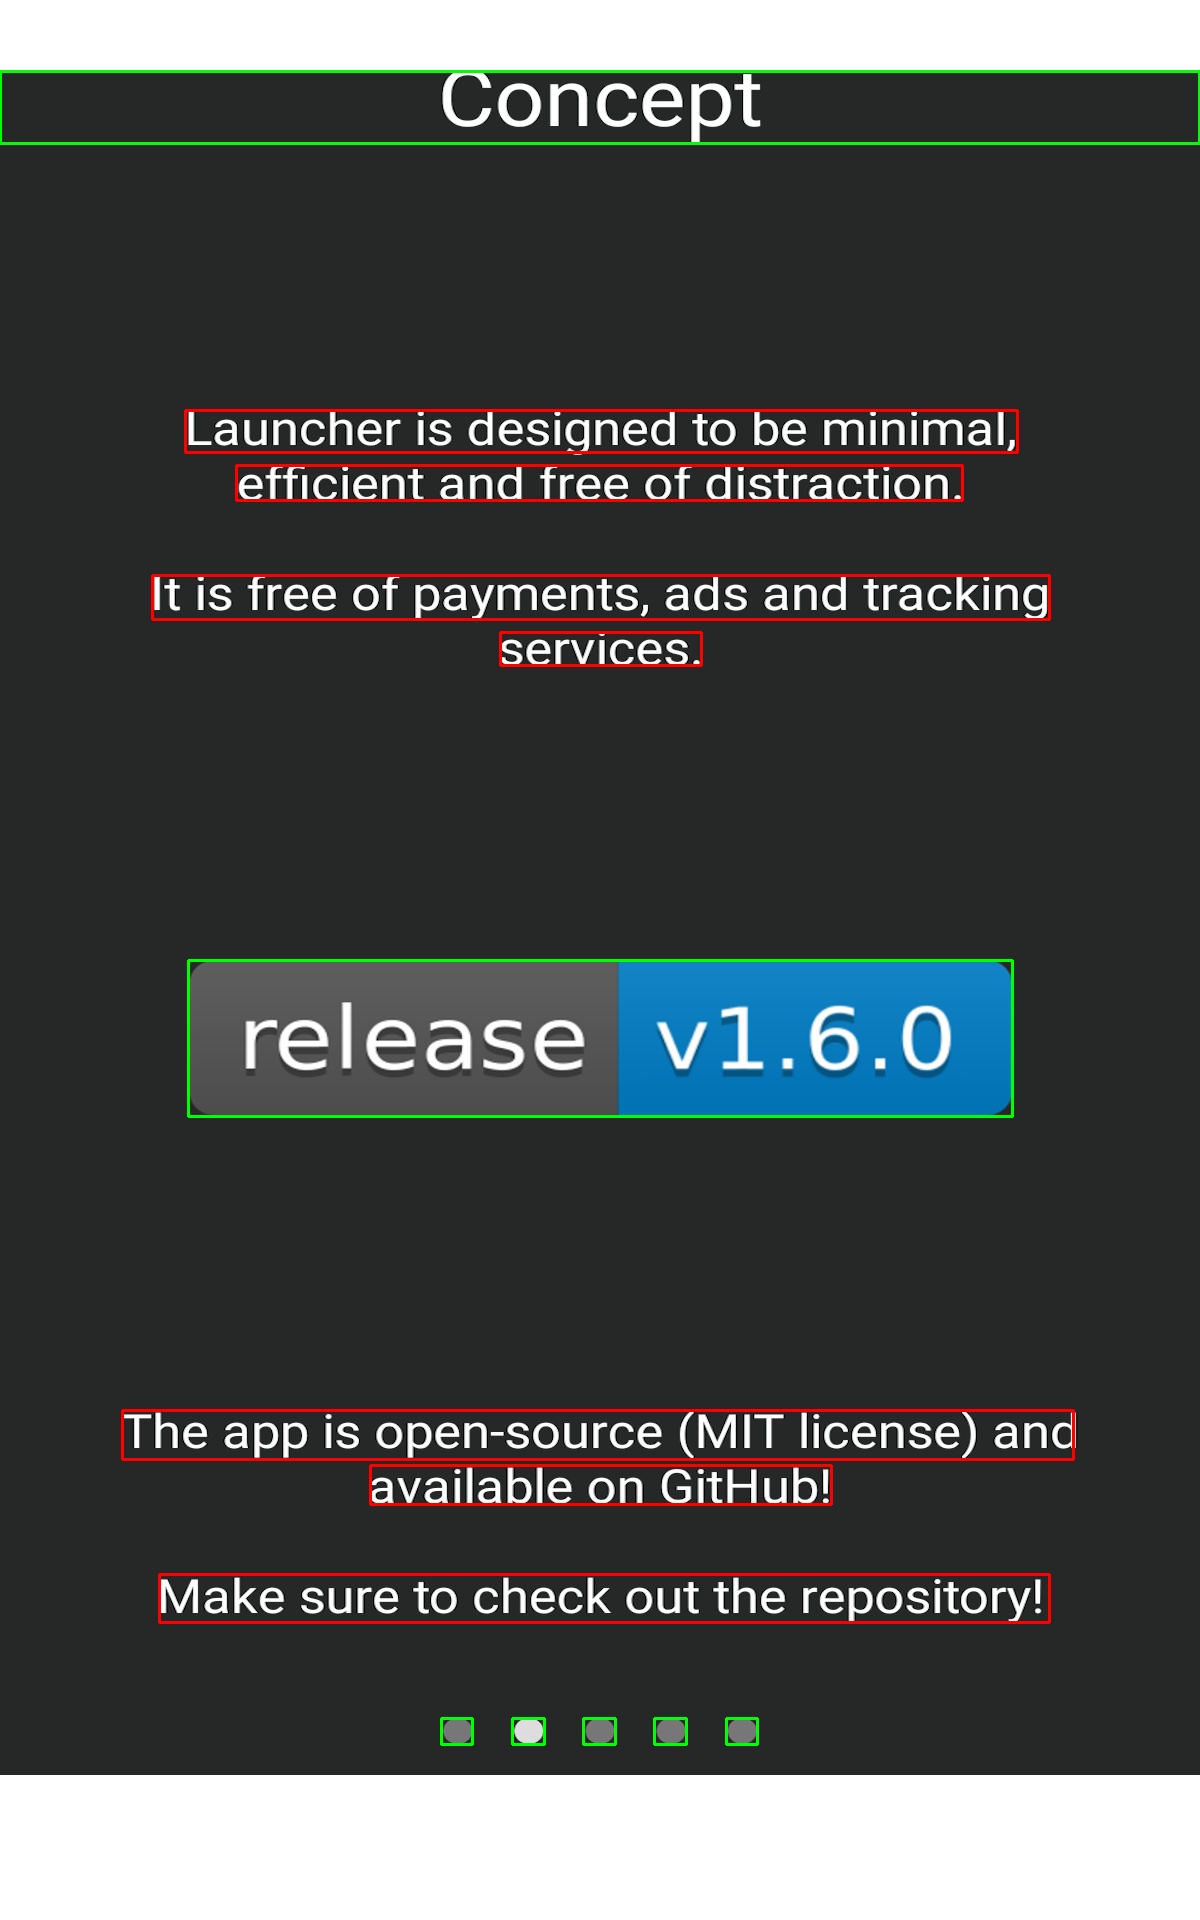 Concept
Launcher is designed to be minimal,
efficient and free of distraction.
It is free of payments, ads and tracking
services.
release v1.6.0
The app is open-source (MIT license) and
available on GitHub!
Make sure to check out the repository!